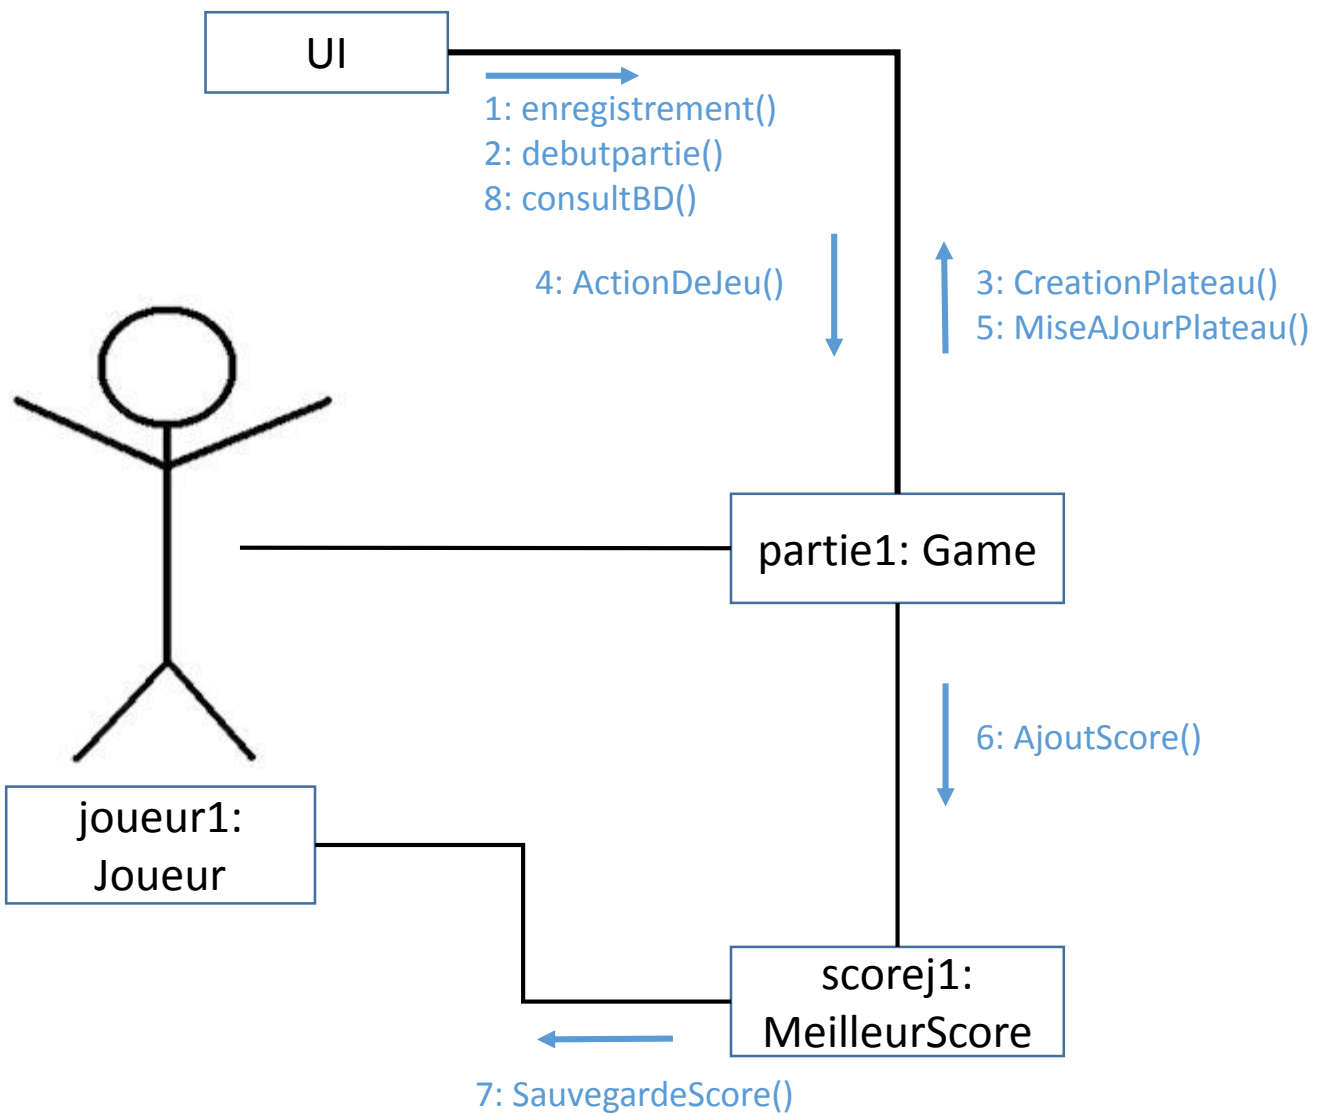 UI
1: enregistrement()
2: debutpartie()
8: consultBD()
4: ActionDeJeu()
3: CreationPlateau()
5: MiseAJourPlateau()
partie1: Game
6: AjoutScore()
joueur1:
Joueur
scorej1:
MeilleurScore
7: SauvegardeScore()